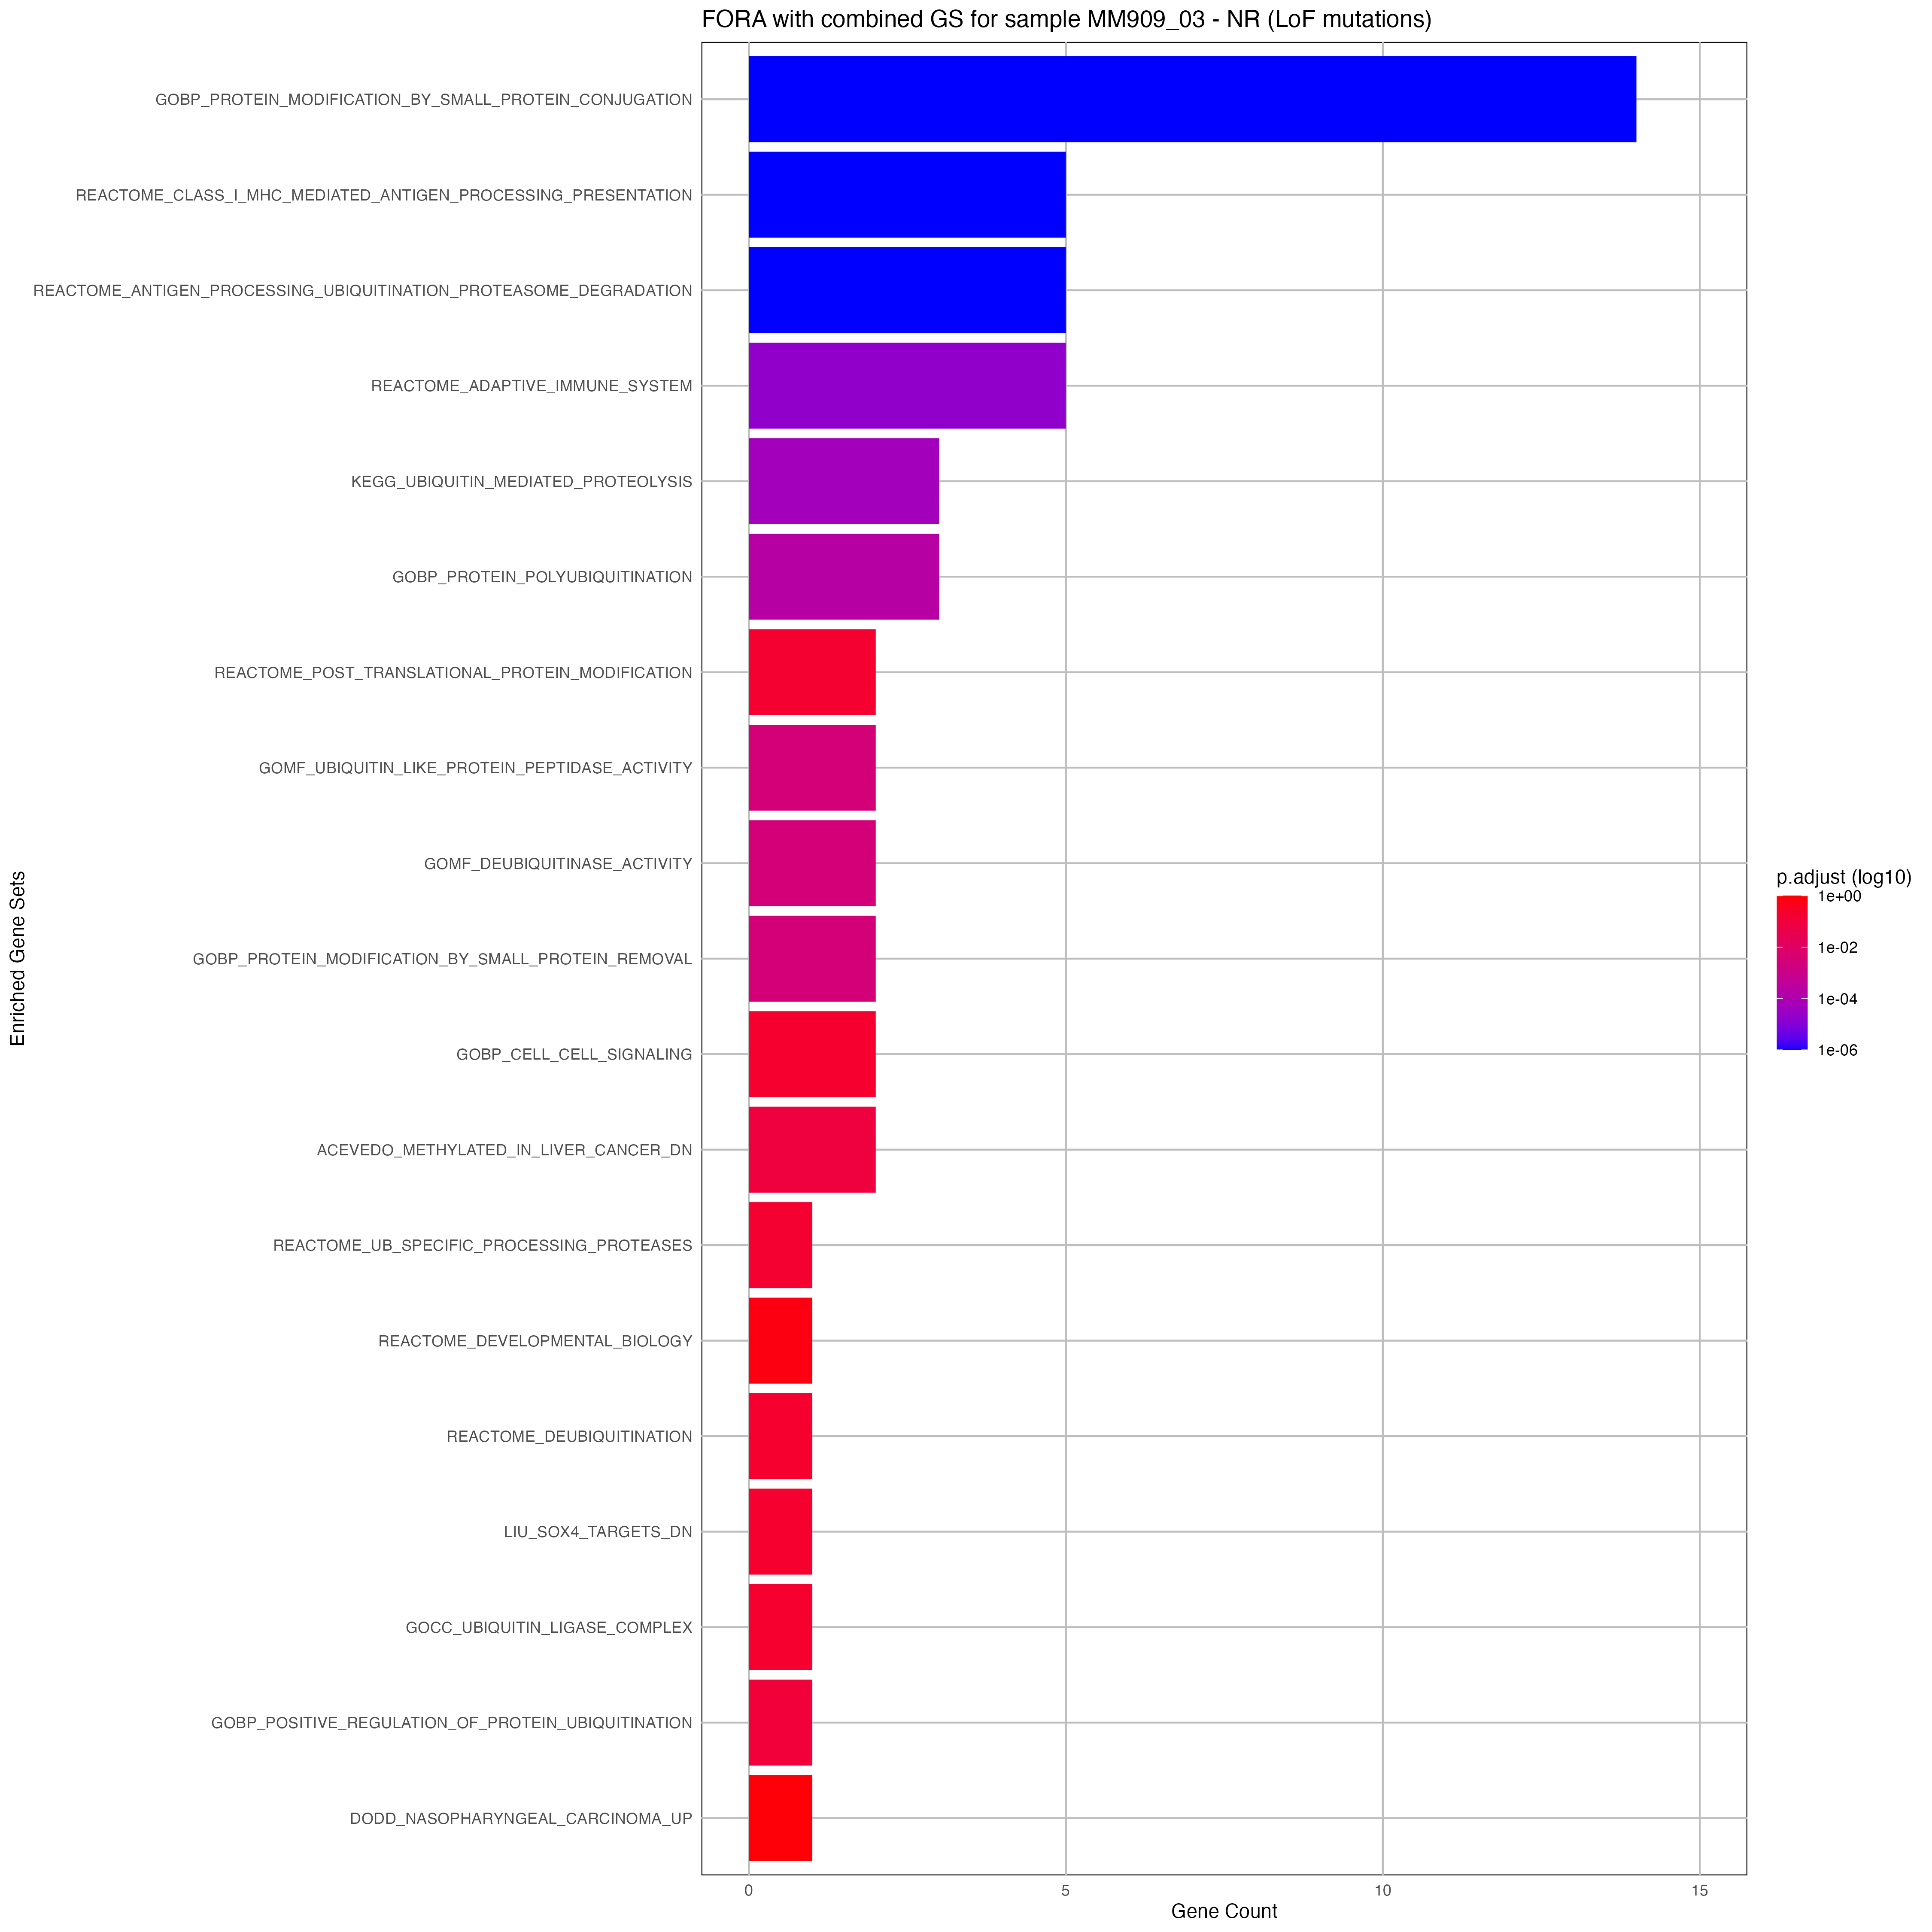 FORA with combined GS for sample MM909_03 - NR (LoF mutations)
GOBP_PROTEIN_MODIFICATION_BY_SMALL_PROTEIN_CONJUGATION
REACTOME_CLASS_I_MHC_MEDIATED_ANTIGEN_PROCESSING_PRESENTATION
REACTOME_ANTIGEN_PROCESSING_UBIQUITINATION_PROTEASOME_DEGRADATION
REACTOME_ADAPTIVE_IMMUNE_SYSTEM
KEGG_UBIQUITIN_MEDIATED_PROTEOLYSIS
GOBP_PROTEIN_POLYUBIQUITINATION
REACTOME_POST_TRANSLATIONAL_PROTEIN_MODIFICATION
GOMF_UBIQUITIN_LIKE_PROTEIN_PEPTIDASE_ACTIVITY
GOMF_DEUBIQUITINASE_ACTIVITY
GOBP_PROTEIN_MODIFICATION_BY_SMALL_PROTEIN_REMOVAL
GOBP_CELL_CELL_SIGNALING
ACEVEDO_METHYLATED_IN_LIVER_CANCER_DN
REACTOME_UB_SPECIFIC_PROCESSING_PROTEASES
REACTOME_DEVELOPMENTAL_BIOLOGY
REACTOME_DEUBIQUITINATION
LIU_SOX4_TARGETS_DN
GOCC_UBIQUITIN_LIGASE_COMPLEX
GOBP_POSITIVE_REGULATION_OF_PROTEIN_UBIQUITINATION
DODD_NASOPHARYNGEAL_CARCINOMA_UP
Enriched Gene Sets
0 5 10 15
Gene Count
p.adjust (log10)
1e+00
1e-02
1e-04
1e-06